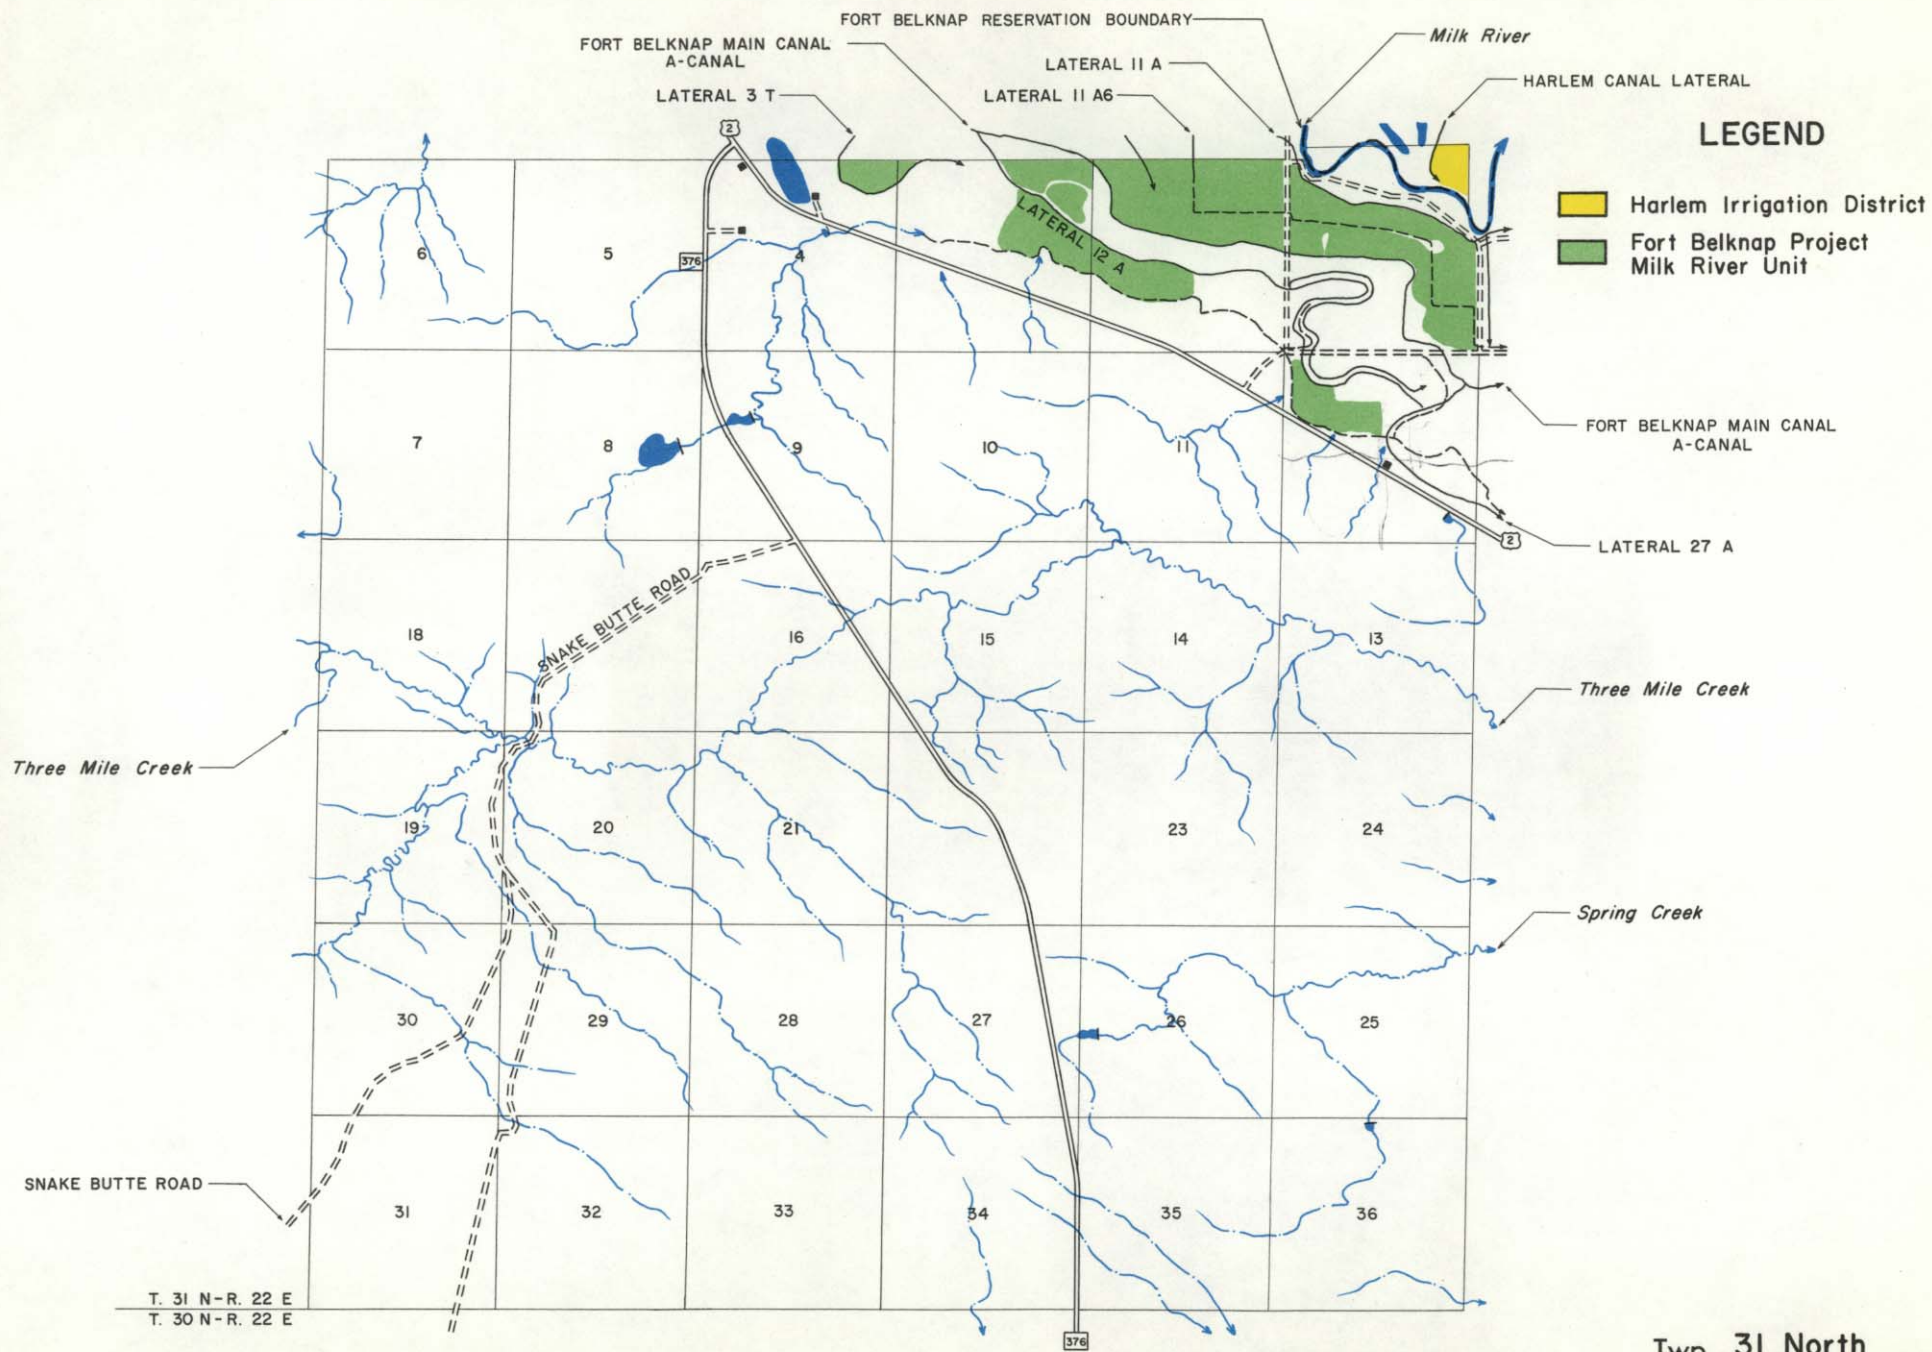 FORT BELKNAP RESERVATION BOUNDARY
Milk River
FORT BELKNAP MAIN CANAL
A-CANAL
LATERAL 11 A
HARLEM CANAL LATERAL
LATERAL 3 T
LATERAL 11 A6
LEGEND
Harlem Irrigation District
Fort Belknap Project
Milk River Unit
2
LATERAL 12 A
376
6
5
4
7
8
9
10
11
FORT BELKNAP MAIN CANAL
A-CANAL
2
LATERAL 27 A
SNAKE BUTTE ROAD
18
16
15
14
13
Three Mile Creek
Three Mile Creek
19
20
21
23
24
Spring Creek
30
29
28
27
26
25
SNAKE BUTTE ROAD
31
32
33
34
35
36
T. 31 N-R. 22 E
T. 30 N-R. 22 E
376
Twp. 31 North